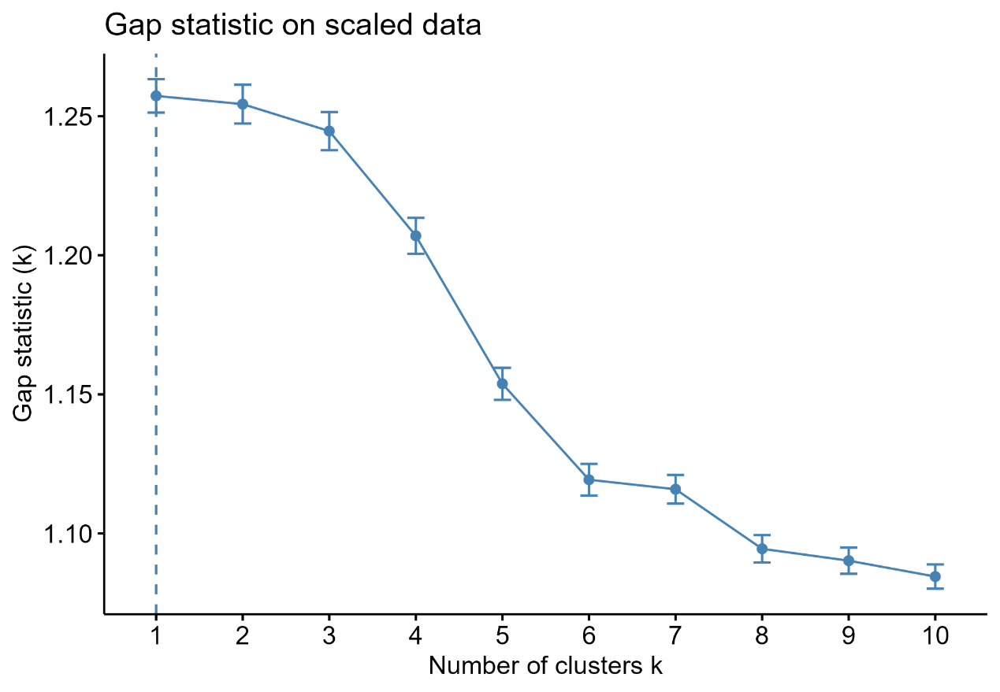 Gap statistic on scaled data
Gap statistic (k)
1.25
1.20
1.15
1.10
1 2 3 4 5 6 7 8 9 10
Number of clusters k